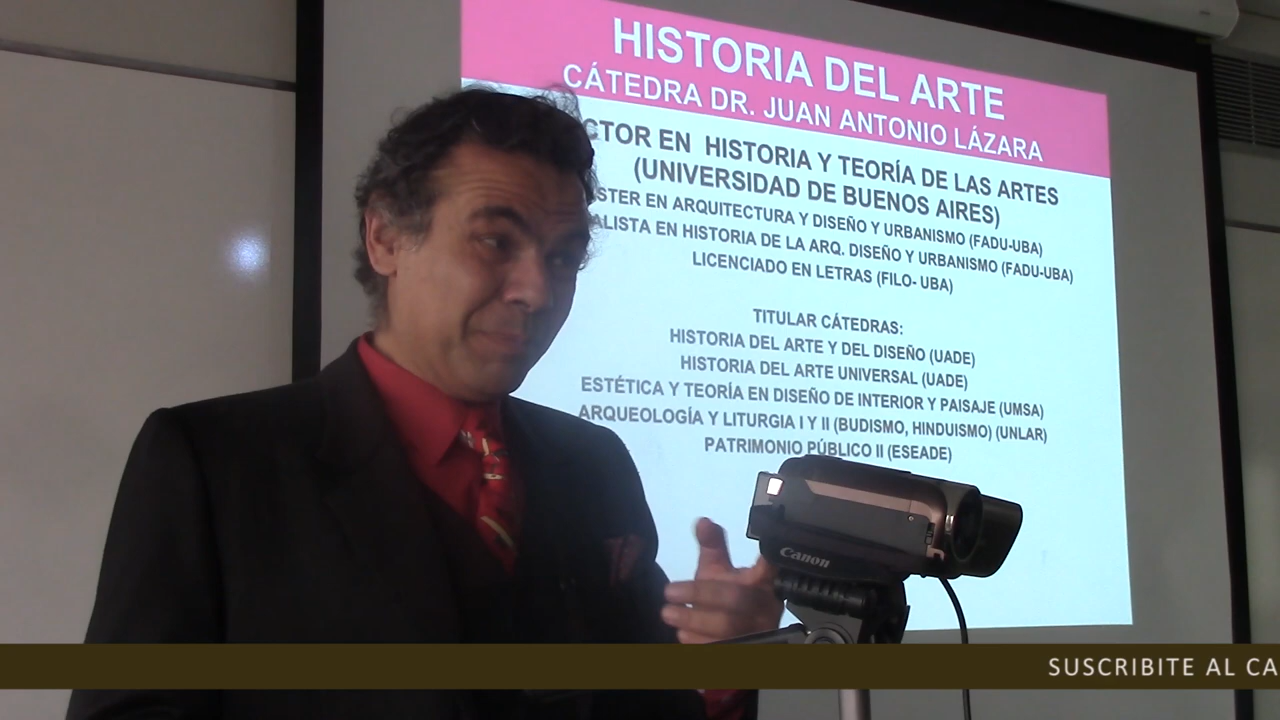 HISTORIA DEL ARTE
CÁTEDRA DR. JUAN ANTONIO LÁZARA
CTOR EN HISTORIA Y TEORÍA DE LAS ARTES
(UNIVERSIDAD DE BUENOS AIRES)
STER EN ARQUITECTURA Y DISEÑO Y URBANISMO (FADU-UBA)
ALISTA EN HISTORIA DE LA ARQ. DISEÑO Y URBANISMO (FADU-UBA)
LICENCIADO EN LETRAS (FILO- UBA)
TITULAR CÁTEDRAS:
HISTORIA DEL ARTE Y DEL DISEÑO (UADE)
HISTORIA DEL ARTE UNIVERSAL (UADE)
ESTÉTICA Y TEORÍA EN DISEÑO DE INTERIOR Y PAISAJE (UMSA)
ARQUEOLOGÍA Y LITURGIA I Y II (BUDISMO, HINDUISMO) (UNLAR)
PATRIMONIO PÚBLICO II (ESEADE)
Canon
SUSCRIBITE AL CA